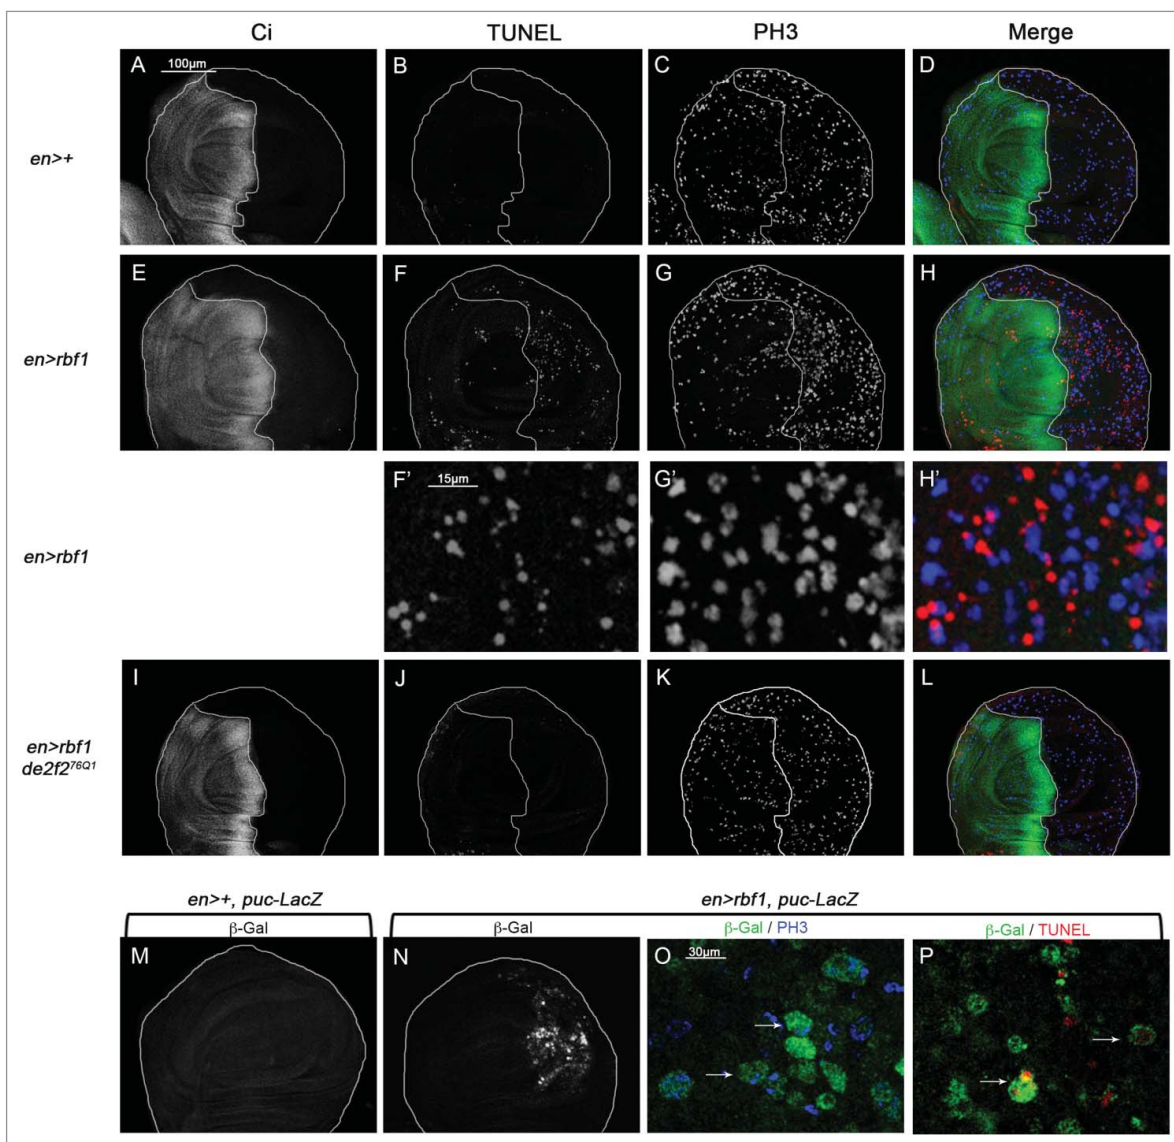 Ci TUNEL PH3 Merge
en>+
A 100µm B C D
en>rbf1
E F G H
en>rbf1
F' 15µm G' H'
en>rbf1
de2f2^76Q1
I J K L
en>+, puc-LacZ en>rbf1, puc-LacZ
β-Gal β-Gal β-Gal / PH3 β-Gal / TUNEL
M N O 30µm P